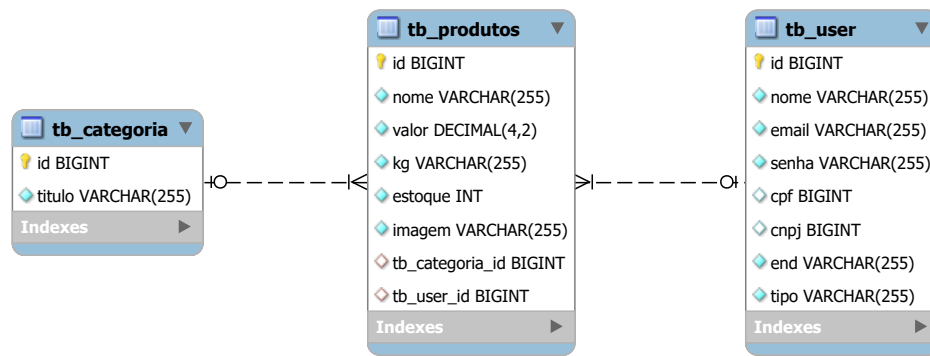 tb_categoria
id BIGINT
titulo VARCHAR(255)
Indexes
tb_produtos
id BIGINT
nome VARCHAR(255)
valor DECIMAL(4,2)
kg VARCHAR(255)
estoque INT
imagem VARCHAR(255)
tb_categoria_id BIGINT
tb_user_id BIGINT
Indexes
tb_user
id BIGINT
nome VARCHAR(255)
email VARCHAR(255)
senha VARCHAR(255)
cpf BIGINT
cnpj BIGINT
end VARCHAR(255)
tipo VARCHAR(255)
Indexes